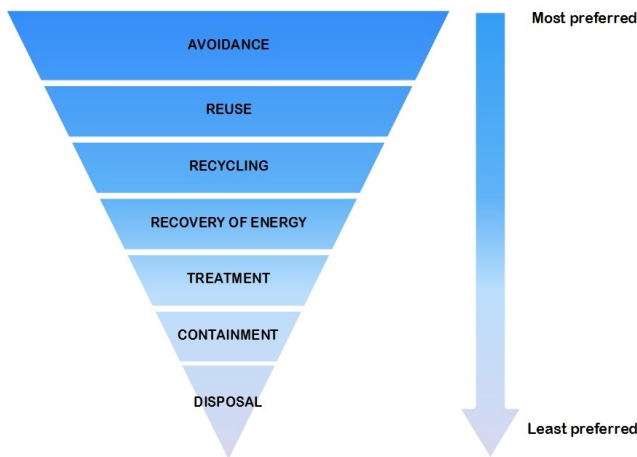 Most preferred
AVOIDANCE
REUSE
RECYCLING
RECOVERY OF ENERGY
TREATMENT
CONTAINMENT
DISPOSAL
Least preferred